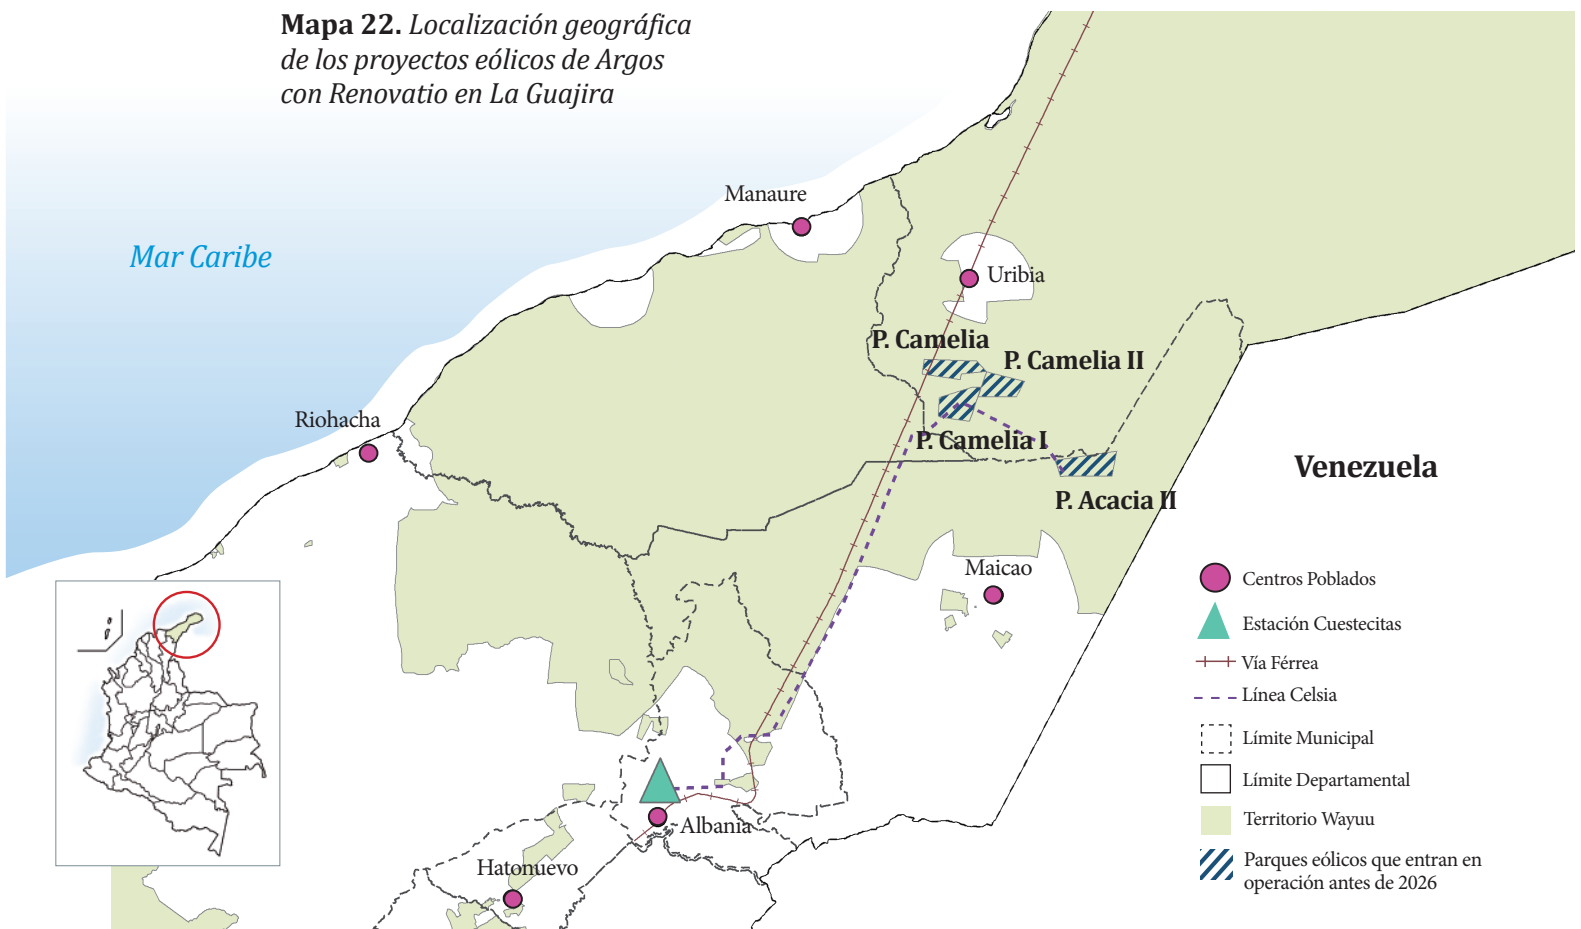 Mapa 22. Localización geográfica
de los proyectos eólicos de Argos
con Renovatio en La Guajira
Manaure
Mar Caribe
Uribia
P. Camelia
P. Camelia II
Riohacha
P. Camelia I
Venezuela
P. Acacia II
Maicao
Centros Poblados
Estación Cuestecitas
Vía Férrea
Línea Celsia
Límite Municipal
Límite Departamental
Territorio Wayuu
Parques eólicos que entran en
operación antes de 2026
Albania
Hatonuevo